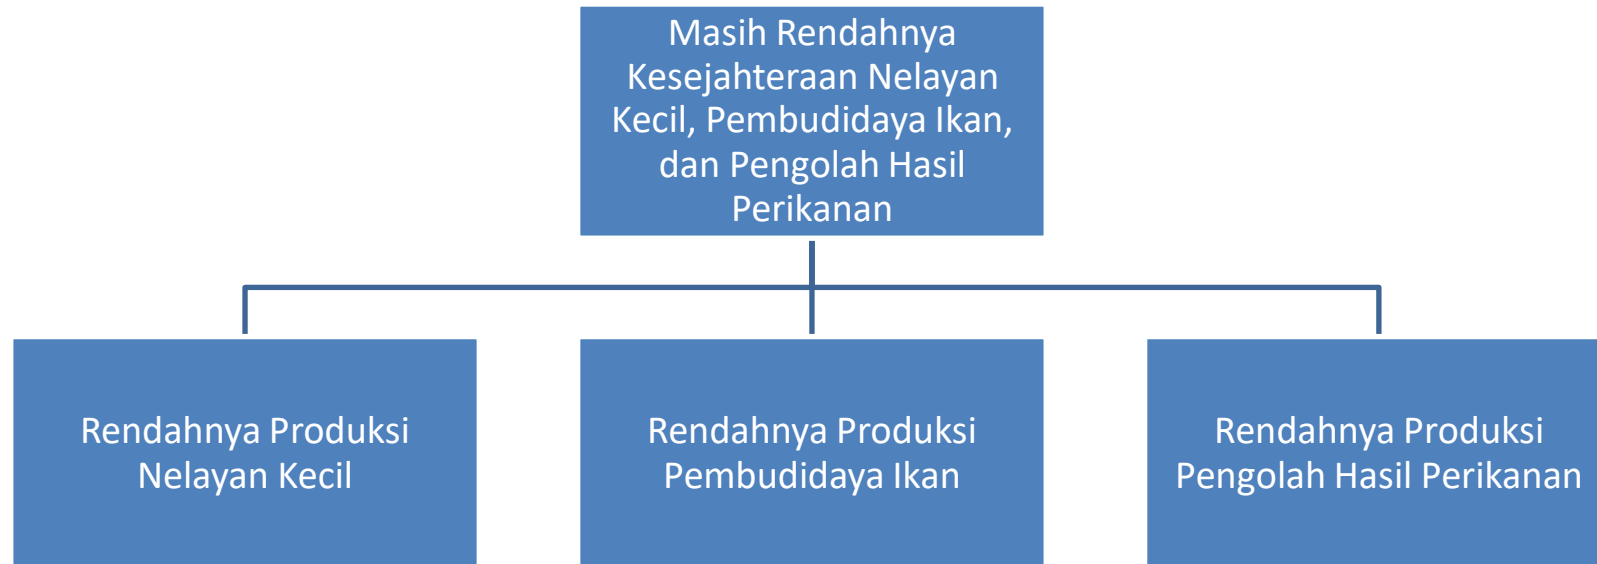 Masih Rendahnya
Kesejahteraan Nelayan
Kecil, Pembudidaya Ikan,
dan Pengolah Hasil
Perikanan
Rendahnya Produksi
Nelayan Kecil
Rendahnya Produksi
Pembudidaya Ikan
Rendahnya Produksi
Pengolah Hasil Perikanan